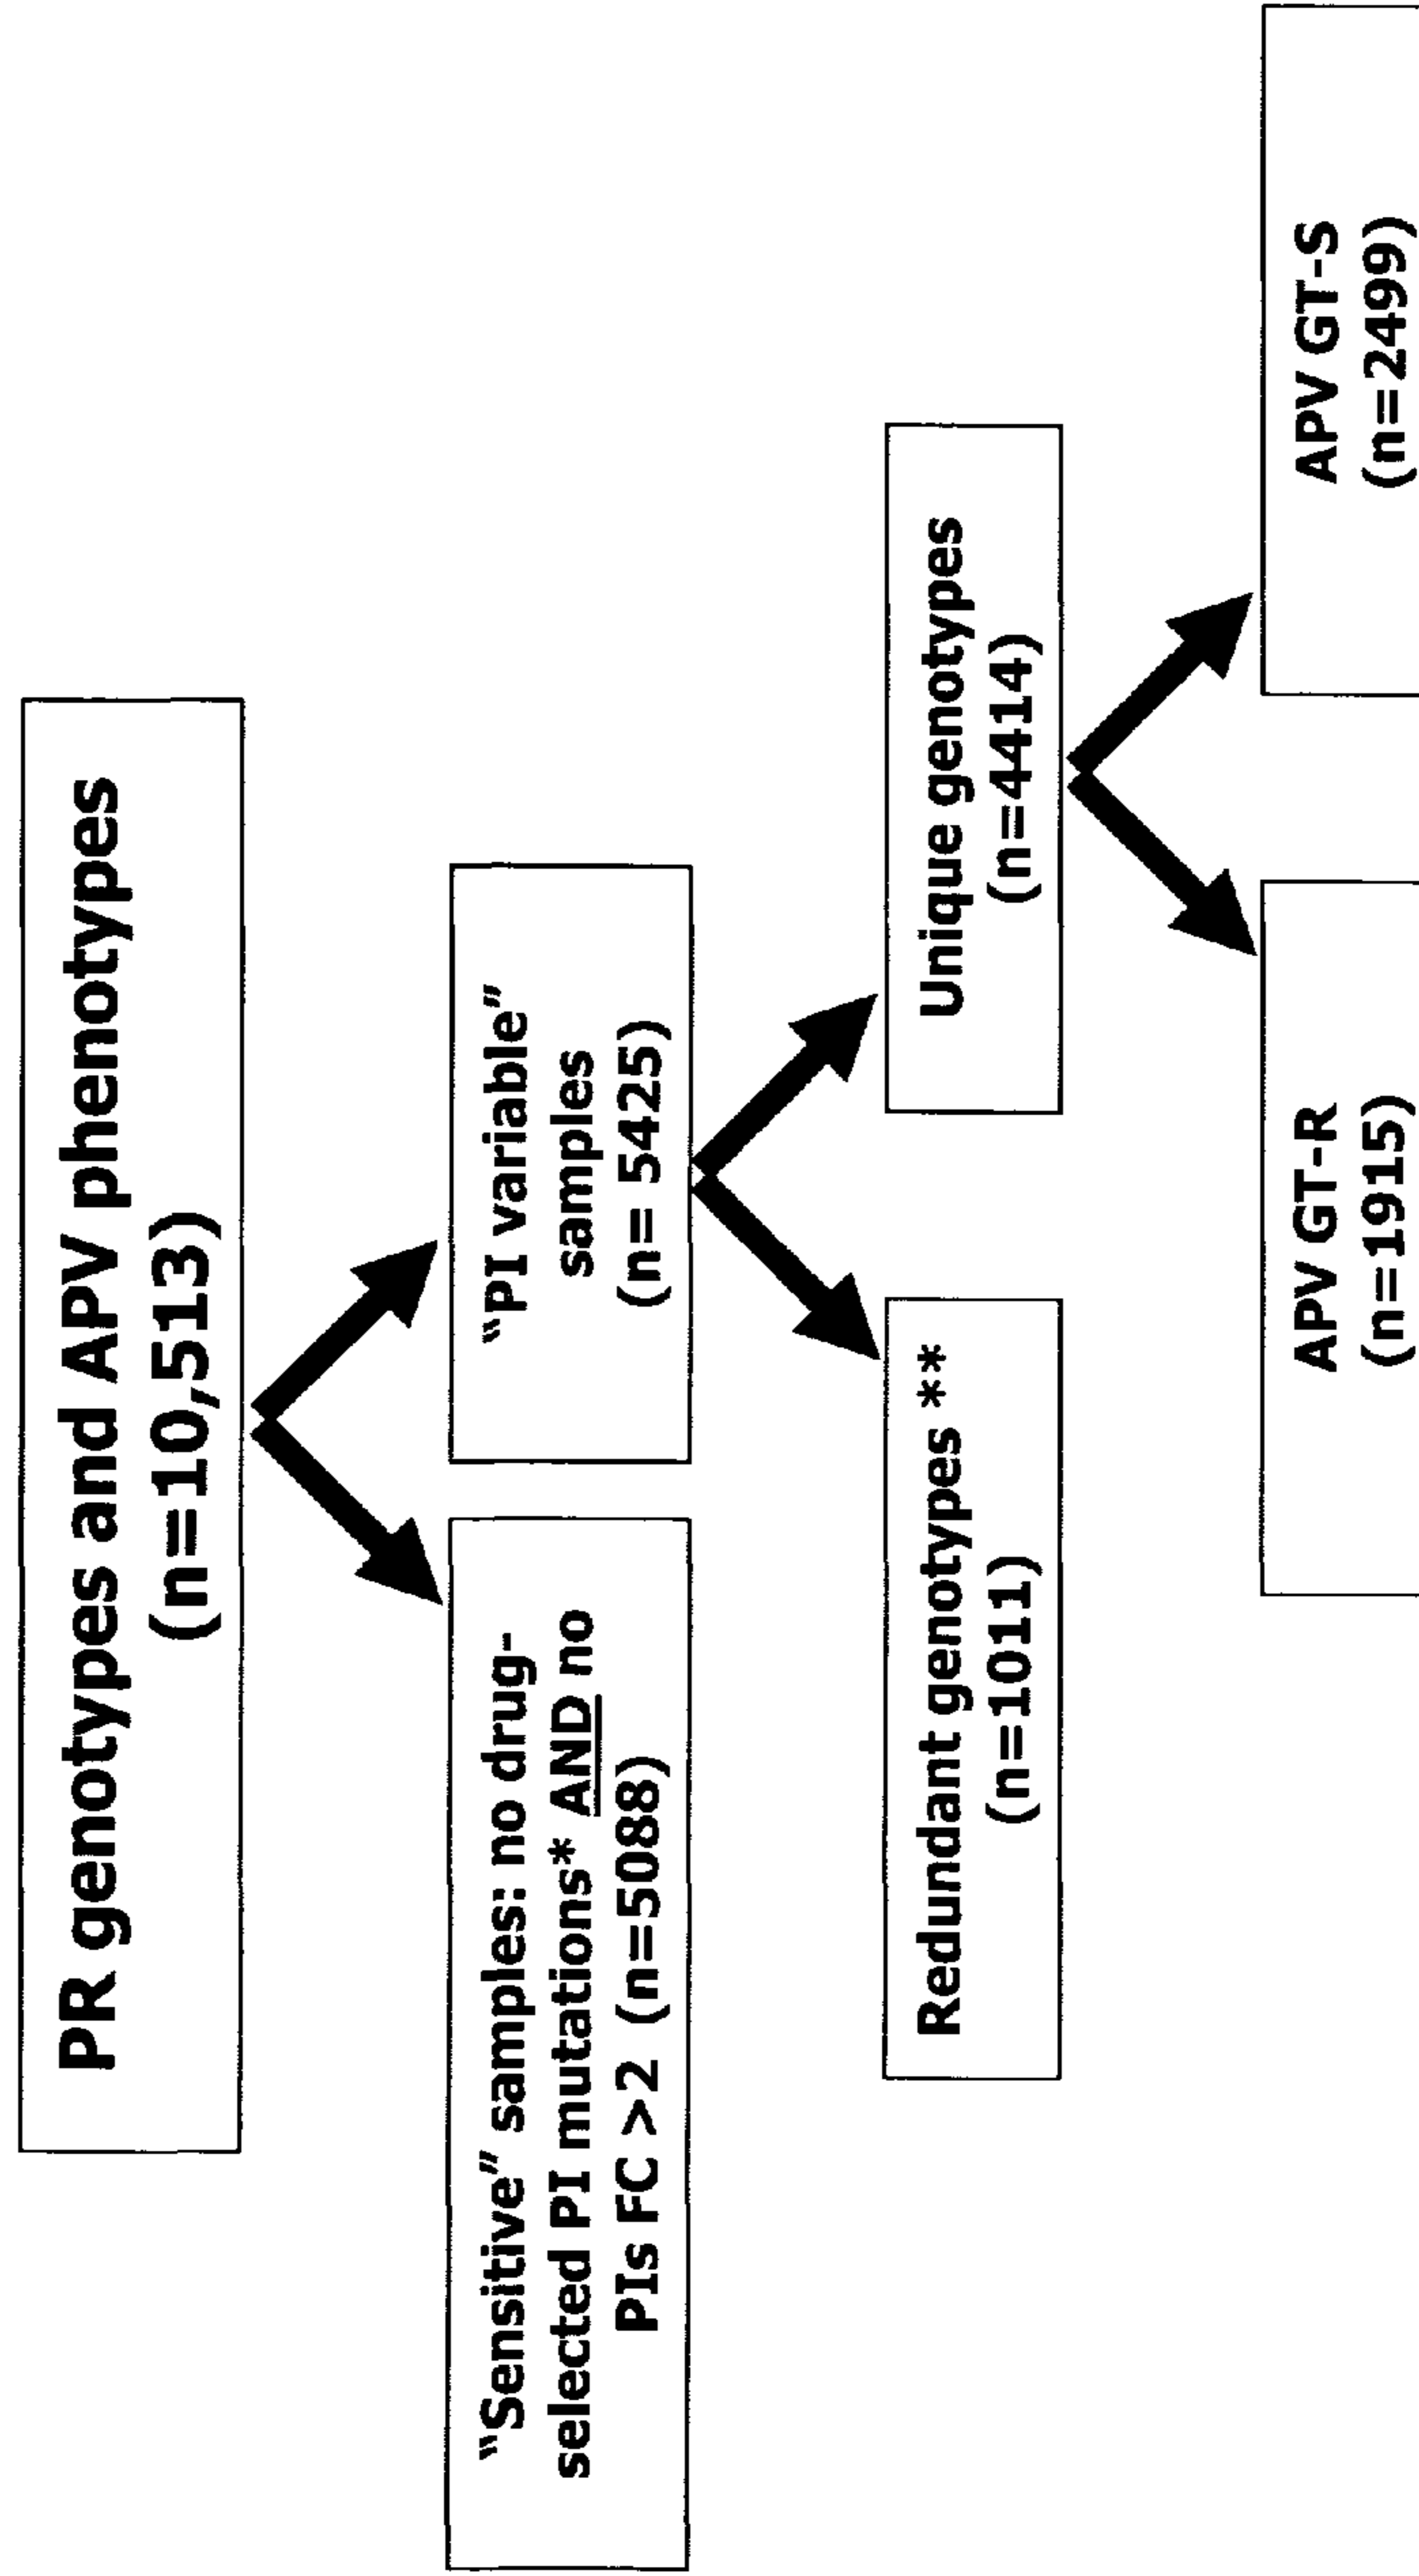 PR genotypes and APV phenotypes
(n=10,513)
“Sensitive” samples: no drug-
selected PI mutations* AND no
PIs FC >2 (n=5088)
“PI variable”
samples
(n= 5425)
Redundant genotypes **
(n=1011)
Unique genotypes
(n=4414)
APV GT-R
(n=1915)
APV GT-S
(n=2499)